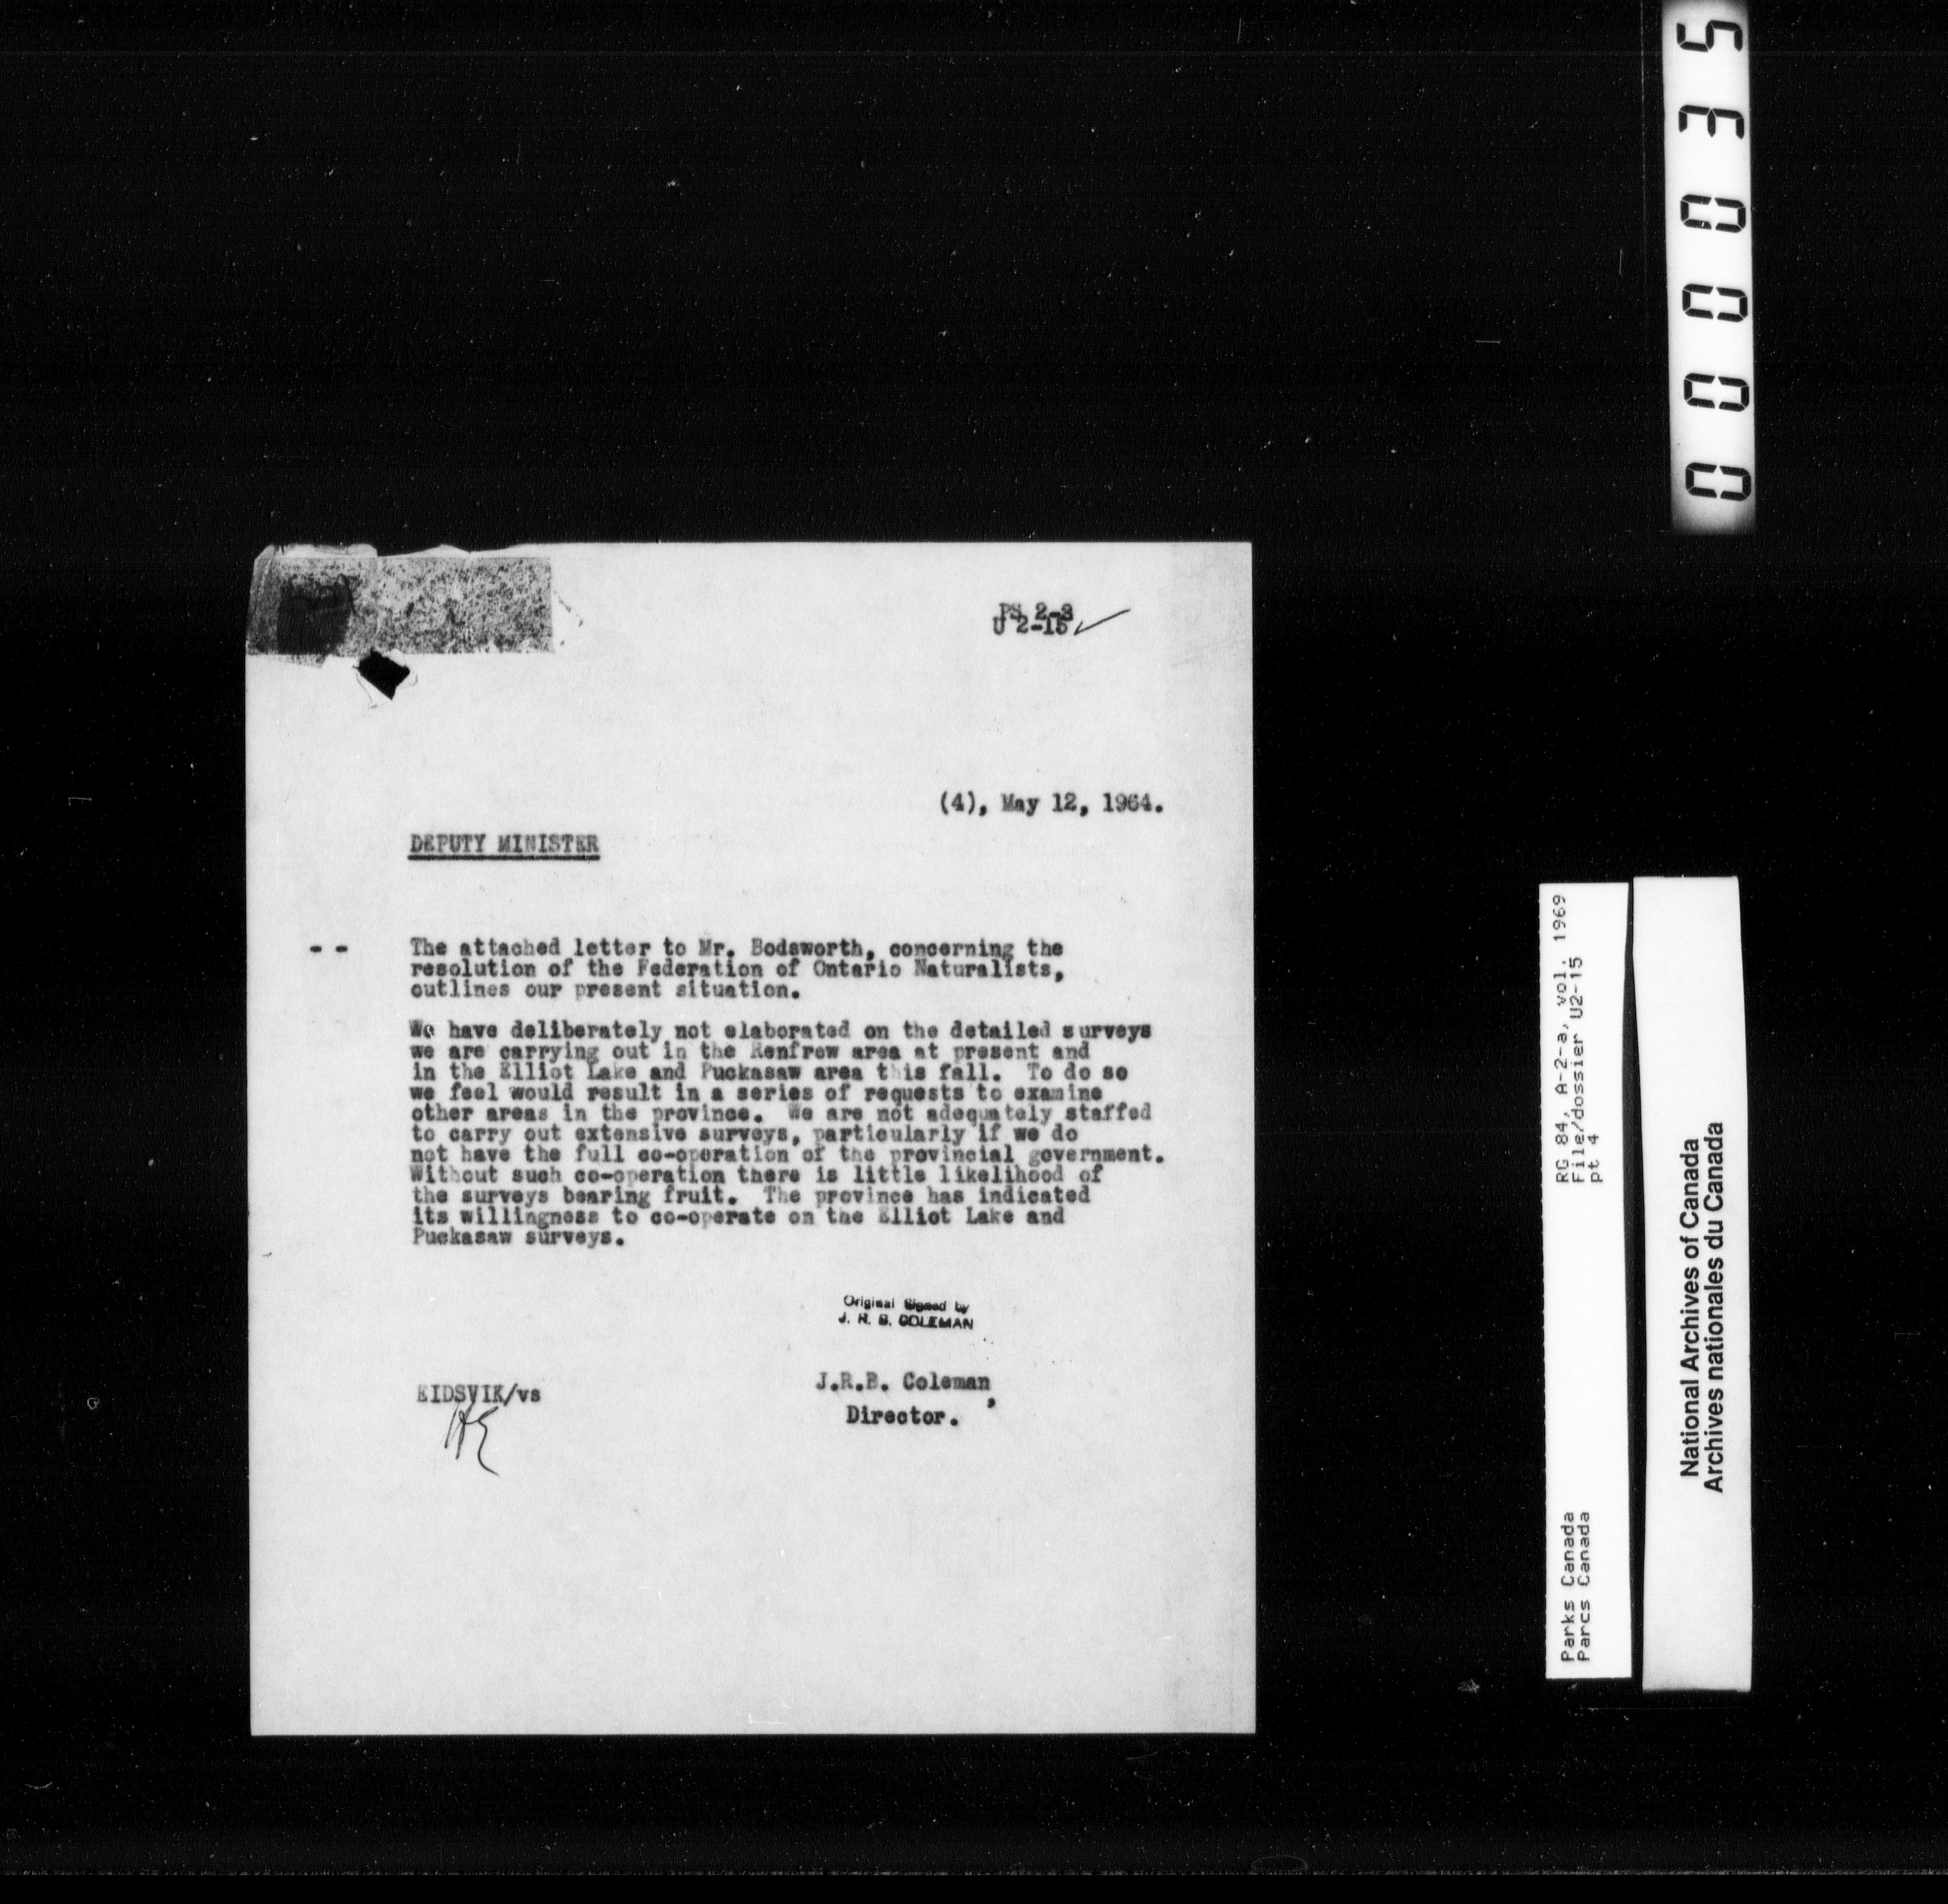 PS 2-3
U 2-15
(4), May 12, 1964.
DEPUTY MINISTER
- - The attached letter to Mr. Bodsworth, concerning the
resolution of the Federation of Ontario Naturalists,
outlines our present situation.
We have deliberately not elaborated on the detailed surveys
we are carrying out in the Renfrew area at present and
in the Elliot Lake and Puckasaw area this fall. To do so
we feel would result in a series of requests to examine
other areas in the province. We are not adequately staffed
to carry out extensive surveys, particularly if we do
not have the full co-operation of the provincial government.
Without such co-operation there is little likelihood of
the surveys bearing fruit. The province has indicated
its willingness to co-operate on the Elliot Lake and
Puckasaw surveys.
Original Signed by
J. R. B. COLEMAN
J.R.B. Coleman,
Director.
EIDSVIK/vs
HE
00035
RG 84, A-2-a, vol. 1969
File/dossier U2-15
pt 4
Parks Canada
Parcs Canada
National Archives of Canada
Archives nationales du Canada